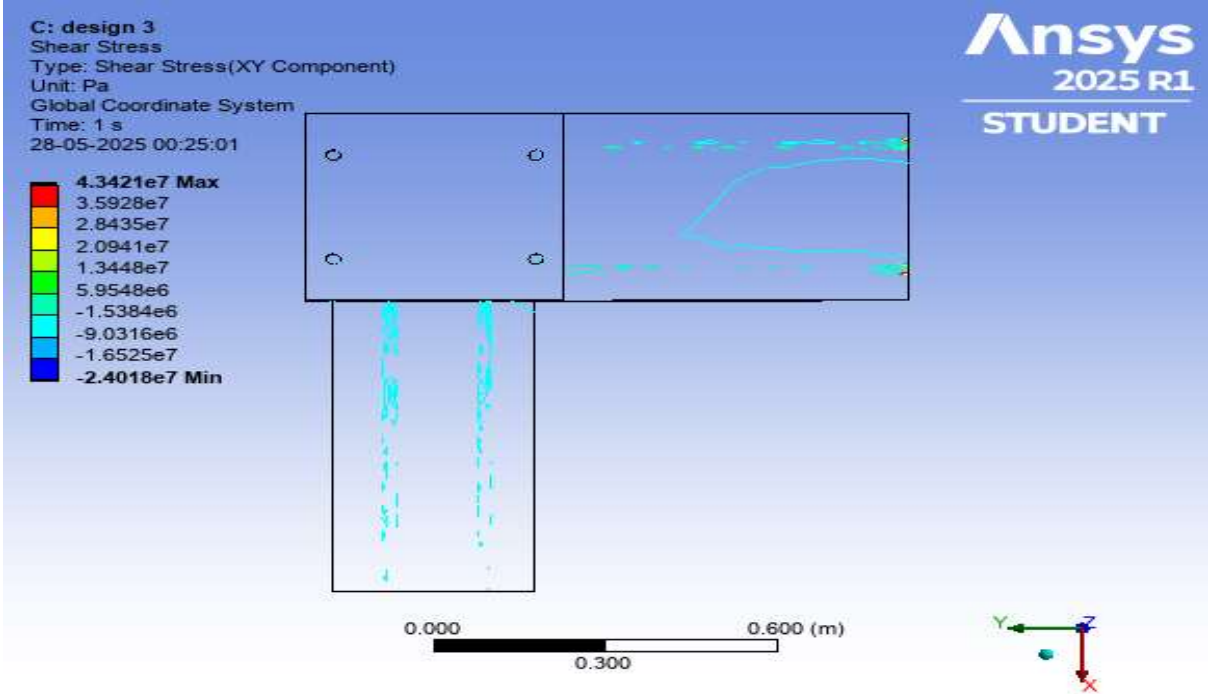 C: design 3
Shear Stress
Type: Shear Stress(XY Component)
Unit: Pa
Global Coordinate System
Time: 1 s
28-05-2025 00:25:01
4.3421e7 Max
3.5928e7
2.8435e7
2.0941e7
1.3448e7
5.9548e6
-1.5384e6
-9.0316e6
-1.6525e7
-2.4018e7 Min
Ansys
2025 R1
STUDENT
0.000
0.600 (m)
0.300
Y
Z
X